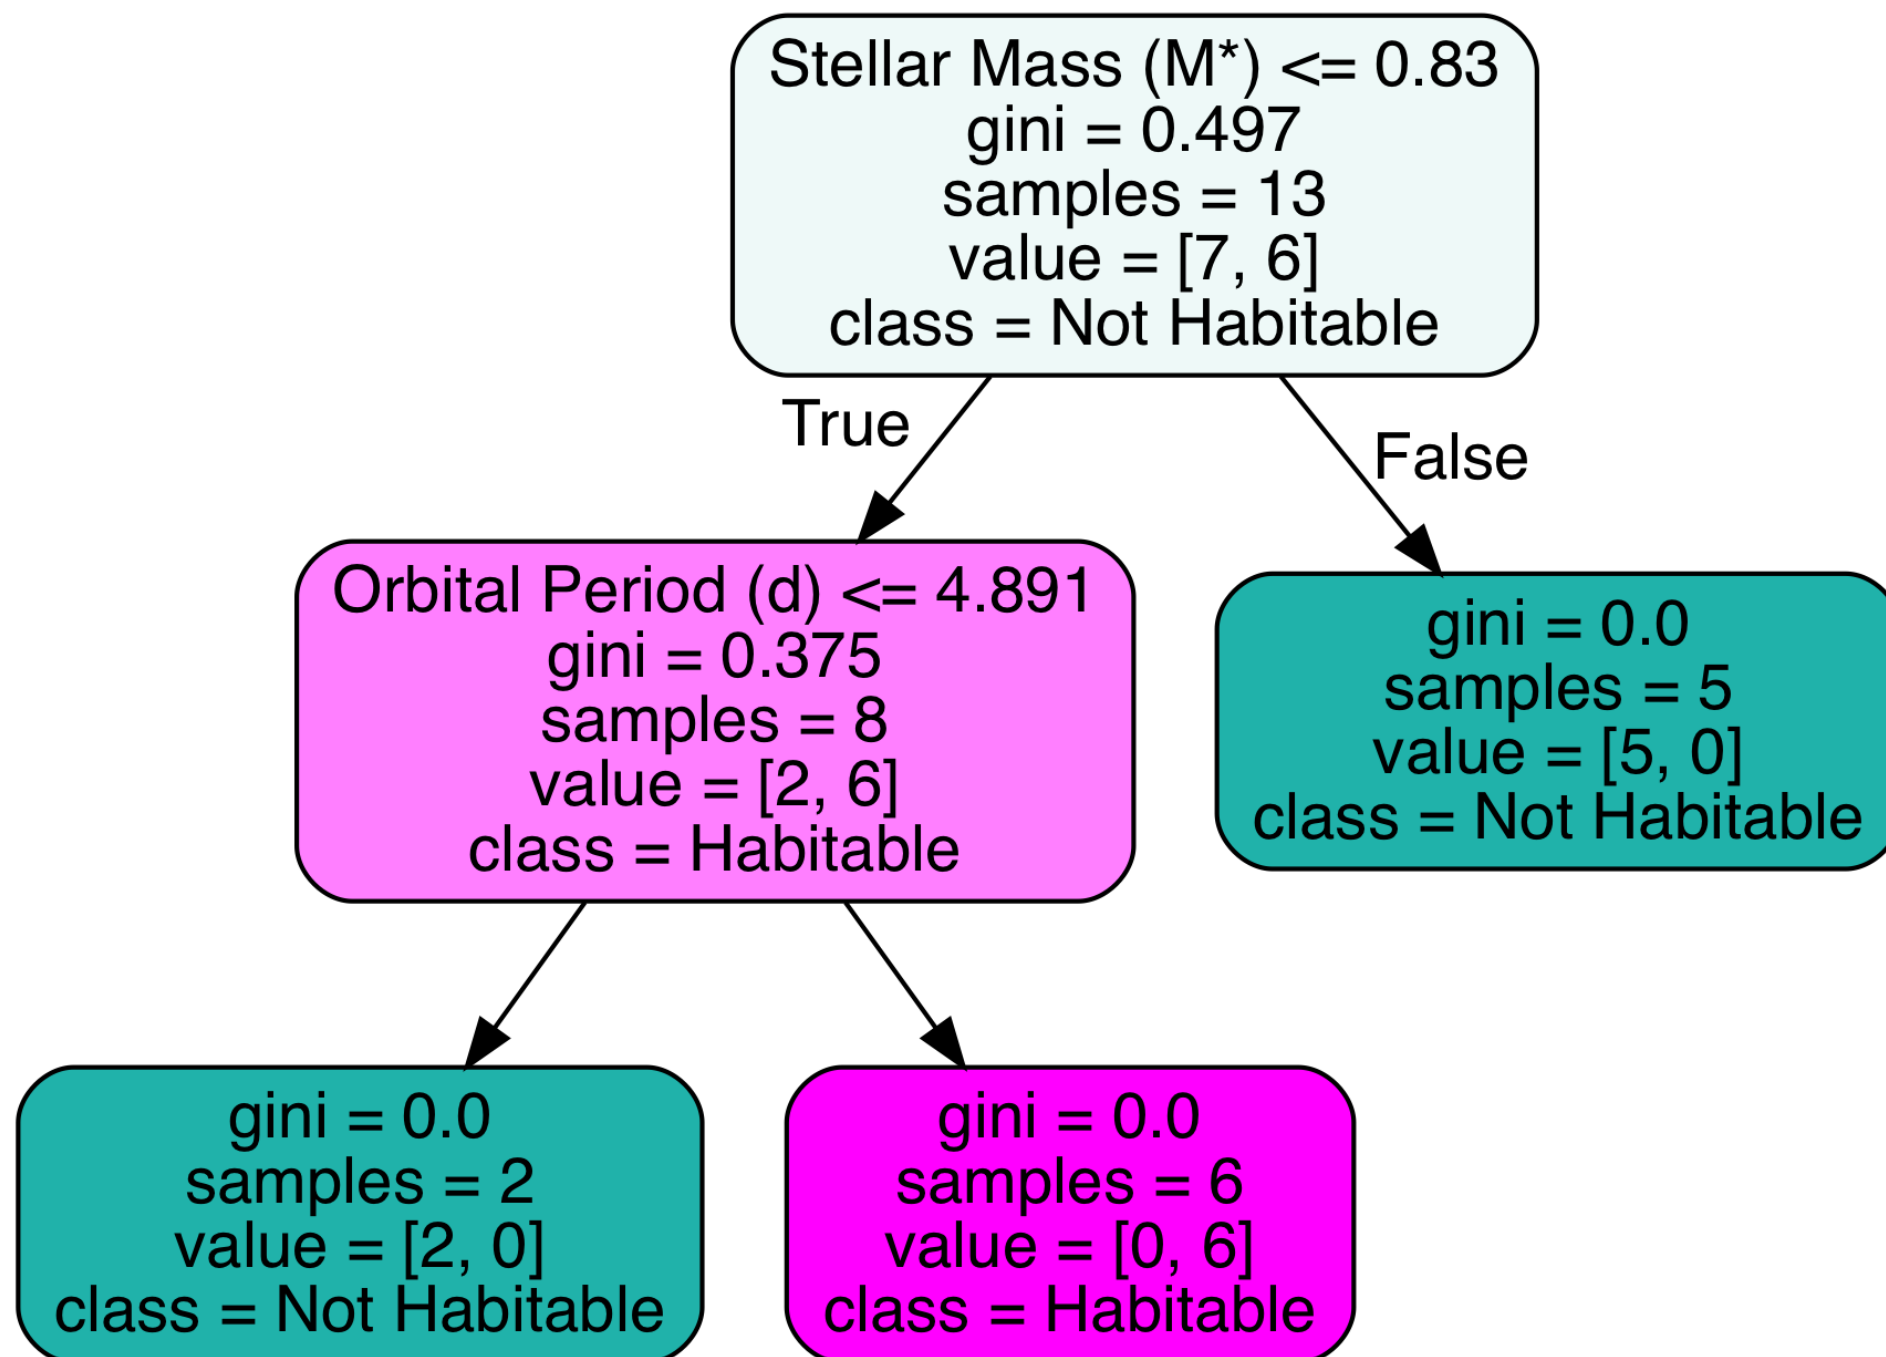 Stellar Mass (M*) <= 0.83
gini = 0.497
samples = 13
value = [7, 6]
class = Not Habitable
True
False
Orbital Period (d) <= 4.891
gini = 0.375
samples = 8
value = [2, 6]
class = Habitable
gini = 0.0
samples = 5
value = [5, 0]
class = Not Habitable
gini = 0.0
samples = 2
value = [2, 0]
class = Not Habitable
gini = 0.0
samples = 6
value = [0, 6]
class = Habitable